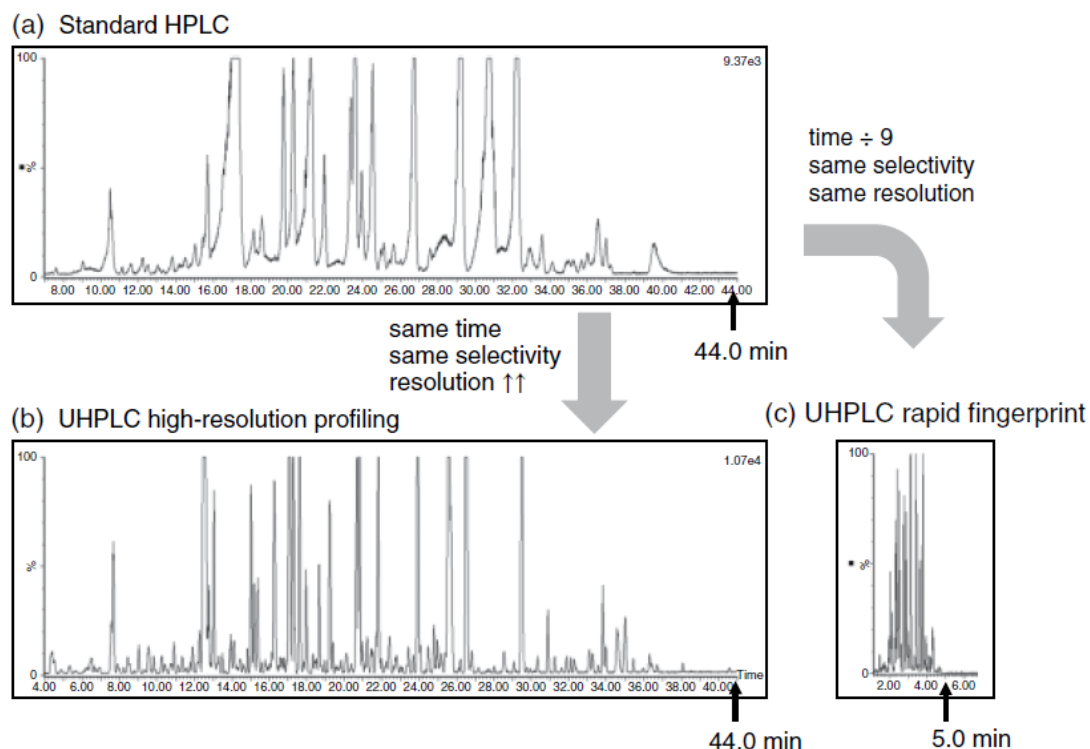 (a) Standard HPLC
100
9.37e3
%
0
8.00 10.00 12.00 14.00 16.00 18.00 20.00 22.00 24.00 26.00 28.00 30.00 32.00 34.00 36.00 38.00 40.00 42.00 44.00
44.0 min
time ÷ 9
same selectivity
same resolution
same time
same selectivity
resolution ↑↑
(b) UHPLC high-resolution profiling
100
1.07e4
%
0
Time
4.00 6.00 8.00 10.00 12.00 14.00 16.00 18.00 20.00 22.00 24.00 26.00 28.00 30.00 32.00 34.00 36.00 38.00 40.00
44.0 min
(c) UHPLC rapid fingerprint
100
%
0
2.00 4.00 6.00
5.0 min